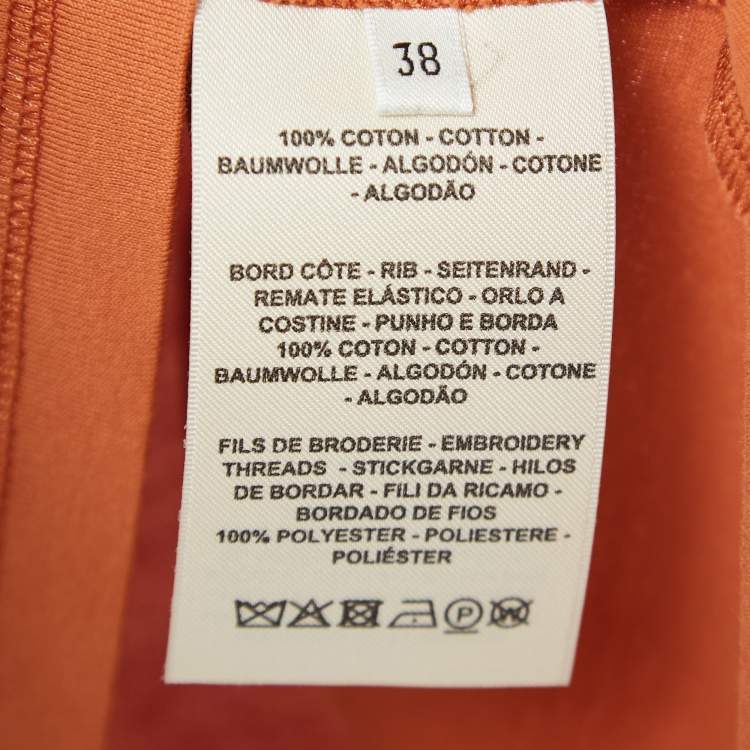 38
100% COTON - COTTON -
BAUMWOLLE - ALGODÓN - COTONE
- ALGODÃO
BORD CÔTE - RIB - SEITENRAND -
REMATE ELÁSTICO - ORLO A
COSTINE - PUNHO E BORDA
100% COTON - COTTON -
BAUMWOLLE - ALGODÓN - COTONE
- ALGODÃO
FILS DE BRODERIE - EMBROIDERY
THREADS - STICKGARNE - HILOS
DE BORDAR - FILI DA RICAMO -
BORDADO DE FIOS
100% POLYESTER - POLIESTERE -
POLIÉSTER
P W